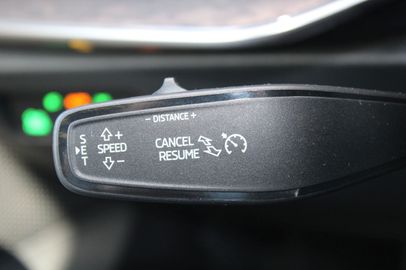 − DISTANCE +
SET
+
SPEED
−
CANCEL
RESUME